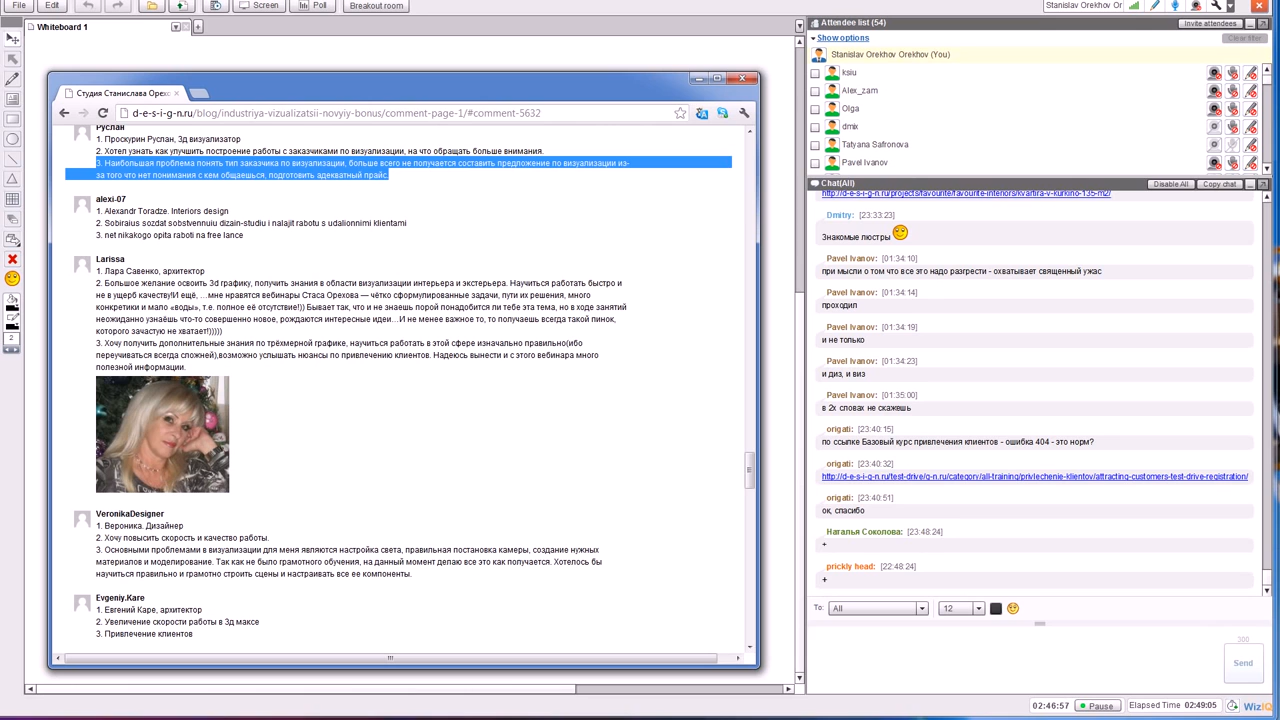 File Edit Screen Poll Breakout room
Stanislav Orekhov Or
Whiteboard 1
Студия Станислава Орехо
d-e-s-i-g-n.ru/blog/industriya-vizualizatsii-novyiy-bonus/comment-page-1/#comment-5632
Руслан
1. Проскурин Руслан, 3д визуализатор
2. Хотел узнать как улучшить построение работы с заказчиками по визуализации, на что обращать больше внимания.
3. Наибольшая проблема понять тип заказчика по визуализации, больше всего не получается составить предложение по визуализации из-
за того что нет понимания с кем общаешься, подготовить адекватный прайс.
alexi-07
1. Alexandr Toradze. Interiors design
2. Sobiraius sozdat sobstvennuiu dizain-studiu i nalajit rabotu s udalionnimi klientami
3. net nikakogo opita raboti na free lance
Larissa
1. Лара Савенко, архитектор
2. Большое желание освоить 3d графику, получить знания в области визуализации интерьера и экстерьера. Научиться работать быстро и
не в ущерб качеству!И ещё, …мне нравятся вебинары Стаса Орехова — чётко сформулированные задачи, пути их решения, много
конкретики и мало «воды», т.е. полное её отсутствие!)) Бывает так, что и не знаешь порой понадобится ли тебе эта тема, но в ходе занятий
неожиданно узнаёшь что-то совершенно новое, рождаются интересные идеи…И не менее важное то, то получаешь всегда такой пинок,
которого зачастую не хватает!)))))
3. Хочу получить дополнительные знания по трёхмерной графике, научиться работать в этой сфере изначально правильно(ибо
переучиваться всегда сложней),возможно услышать нюансы по привлечению клиентов. Надеюсь вынести и с этого вебинара много
полезной информации.
VeronikaDesigner
1. Вероника. Дизайнер
2. Хочу повысить скорость и качество работы.
3. Основными проблемами в визуализации для меня являются настройка света, правильная постановка камеры, создание нужных
материалов и моделирование. Так как не было грамотного обучения, на данный момент делаю все это как получается. Хотелось бы
научиться правильно и грамотно строить сцены и настраивать все ее компоненты.
Evgeniy.Kare
1. Евгений Каре, архитектор
2. Увеличение скорости работы в 3д максе
3. Привлечение клиентов
2
Attendee list (54)
Invite attendees
Show options
Clear filter
Stanislav Orekhov Orekhov (You)
ksiu
Alex_zam
Olga
dmix
Tatyana Safronova
Pavel Ivanov
Chat(All)
Disable All Copy chat
http://d-e-s-i-g-n.ru/projects/favourite/favourite-interiors/kvartira-v-kurkino-135-m2/
Dmitry: [23:33:23]
Знакомые люстры
Pavel Ivanov: [01:34:10]
при мысли о том что все это надо разгрести - охватывает священный ужас
Pavel Ivanov: [01:34:14]
проходил
Pavel Ivanov: [01:34:19]
и не только
Pavel Ivanov: [01:34:23]
и диз, и виз
Pavel Ivanov: [01:35:00]
в 2х словах не скажешь
origati: [23:40:15]
по ссылке Базовый курс привлечения клиентов - ошибка 404 - это норм?
origati: [23:40:32]
http://d-e-s-i-g-n.ru/test-drive/g-n.ru/category/all-training/privlechenie-klientov/attracting-customers-test-drive-registration/
origati: [23:40:51]
ок, спасибо
Наталья Соколова: [23:48:24]
+
prickly head: [22:48:24]
+
To: All 12
300
Send
02:46:57 Pause Elapsed Time 02:49:05 WizIQ